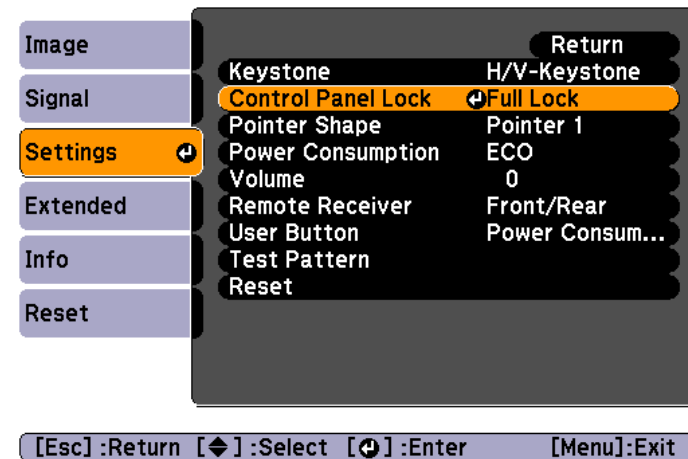 Image
Signal
Settings
Extended
Info
Reset
Return
Keystone H/V-Keystone
Control Panel Lock Full Lock
Pointer Shape Pointer 1
Power Consumption ECO
Volume 0
Remote Receiver Front/Rear
User Button Power Consum...
Test Pattern
Reset
[Esc] :Return [◆] :Select [⏎] :Enter [Menu]:Exit